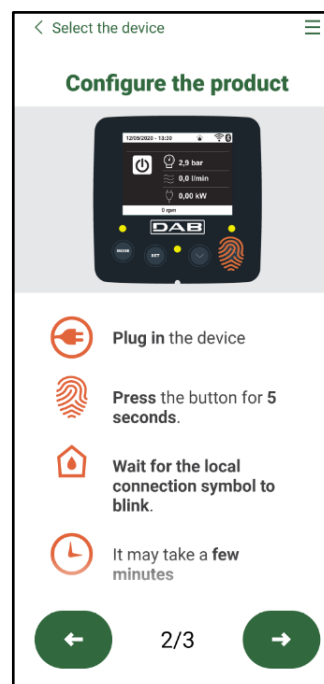 Select the device
Configure the product
12/05/2020 - 13:30
2,9 bar
0,0 l/min
0,00 kW
0 rpm
DAB
MODE
SET
Plug in the device
Press the button for 5
seconds.
Wait for the local
connection symbol to
blink.
It may take a few
minutes
2/3